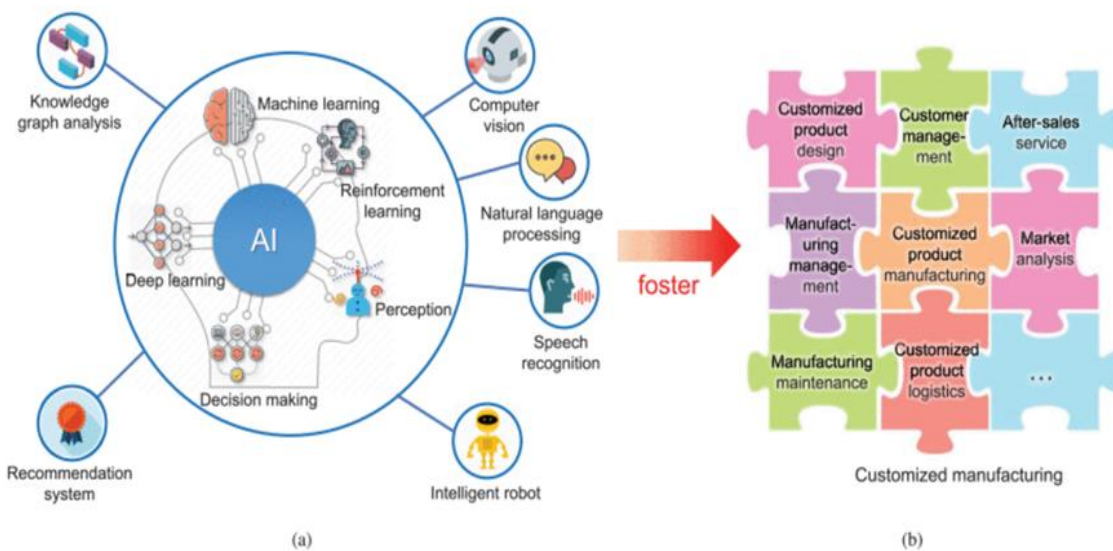 Knowledge
graph analysis
Machine learning
Reinforcement
learning
AI
Deep learning
Perception
Decision making
Recommendation
system
Computer
vision
Natural language
processing
Speech
recognition
Intelligent robot
(a)
foster
Customized
product
design
Customer
manage-
ment
After-sales
service
Manufact-
uring
manage-
ment
Customized
product
manufacturing
Market
analysis
Manufacturing
maintenance
Customized
product
logistics
...
Customized manufacturing
(b)